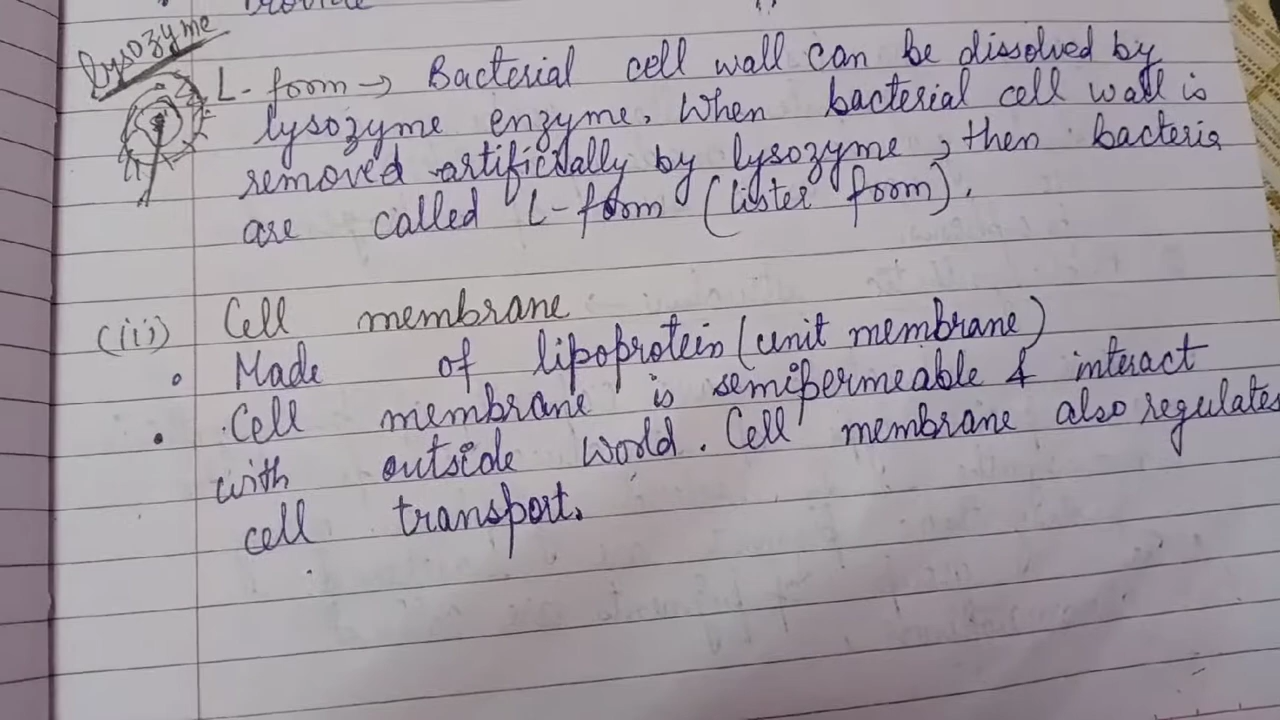 Lysozyme
L-form → Bacterial cell wall can be dissolved by
lysozyme enzyme, When bacterial cell wall is
removed artificially by lysozyme, then bacteria
are called L-form (lister form).
(ii) Cell membrane
• Made of lipoprotein (unit membrane)
• Cell membrane is semipermeable & interact
with outside world. Cell membrane also regulates
cell transport.